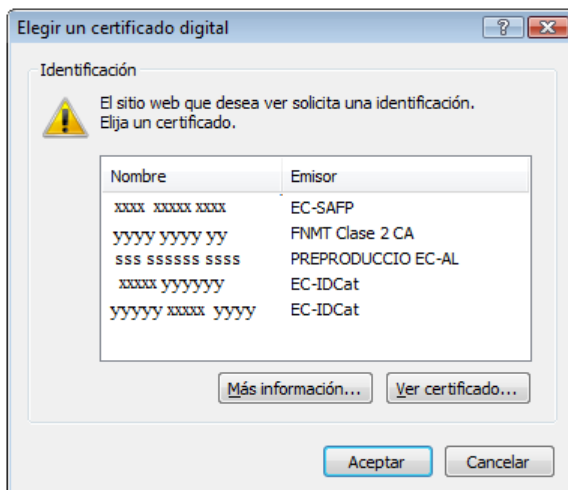 Elegir un certificado digital
Identificación
El sitio web que desea ver solicita una identificación.
Elija un certificado.
Nombre Emisor
xxxx xxxxx xxxx EC-SAFP
yyyy yyyy yy FNMT Clase 2 CA
sss ssssss ssss PREPRODUCCIO EC-AL
xxxxx yyyyyy EC-IDCat
yyyyy xxxxx yyyy EC-IDCat
Más información... Ver certificado...
Aceptar Cancelar